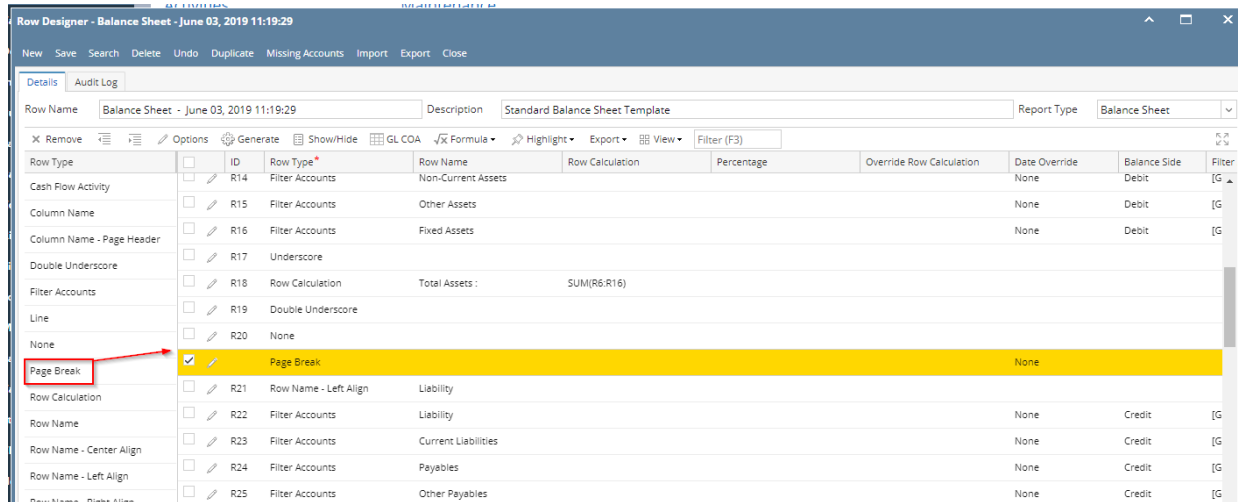 Activities Maintenance
Row Designer - Balance Sheet - June 03, 2019 11:19:29
New Save Search Delete Undo Duplicate Missing Accounts Import Export Close
Details Audit Log
Row Name Balance Sheet - June 03, 2019 11:19:29 Description Standard Balance Sheet Template Report Type Balance Sheet
Remove Options Generate Show/Hide GL COA Formula Highlight Export View Filter (F3)
Row Type ID Row Type* Row Name Row Calculation Percentage Override Row Calculation Date Override Balance Side Filter
R14 Filter Accounts Non-Current Assets None Debit [G
Cash Flow Activity
R15 Filter Accounts Other Assets None Debit [G
Column Name
R16 Filter Accounts Fixed Assets None Debit [G
Column Name - Page Header
R17 Underscore
Double Underscore
R18 Row Calculation Total Assets : SUM(R6:R16)
Filter Accounts
R19 Double Underscore
Line
R20 None
None
Page Break None
Page Break
R21 Row Name - Left Align Liability
Row Calculation
R22 Filter Accounts Liability None Credit [G
Row Name
R23 Filter Accounts Current Liabilities None Credit [G
Row Name - Center Align
R24 Filter Accounts Payables None Credit [G
Row Name - Left Align
R25 Filter Accounts Other Payables None Credit [G
Row Name - Right Align